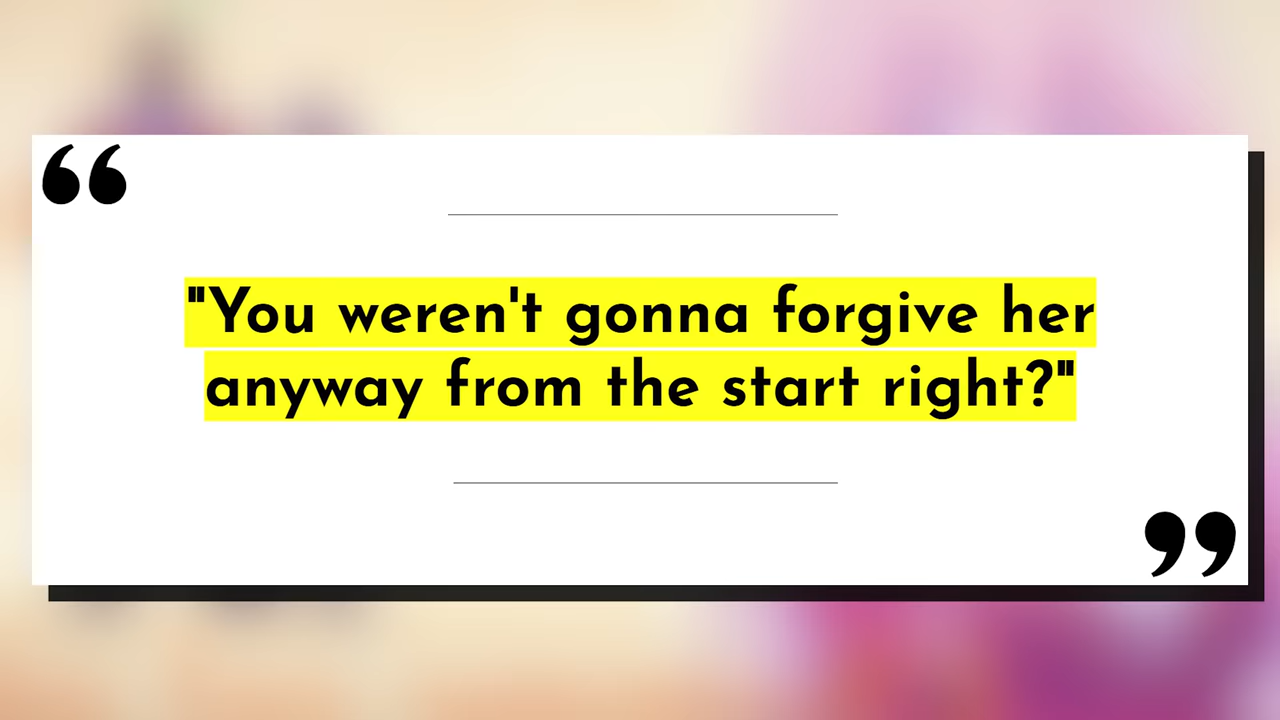 “
"You weren't gonna forgive her
anyway from the start right?"
”